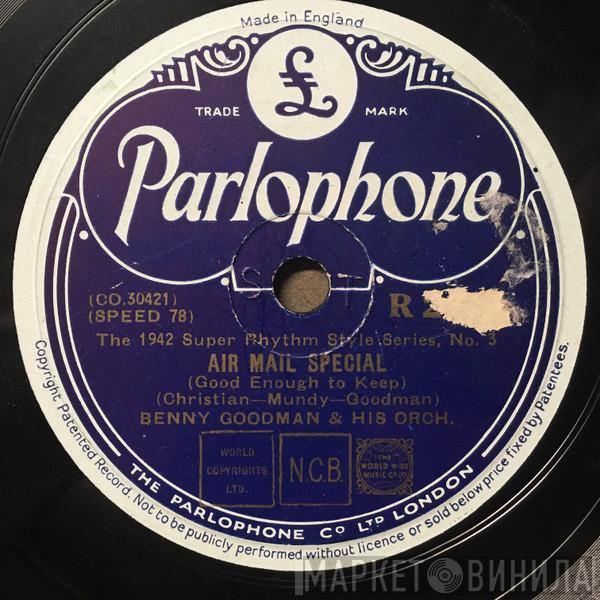 Made in England
£
TRADE MARK
Parlophone
S T
(CO.30421)
(SPEED 78)
R 2
The 1942 Super Rhythm Style Series, No. 3
AIR MAIL SPECIAL
(Good Enough to Keep)
(Christian—Mundy—Goodman)
BENNY GOODMAN & HIS ORCH.
WORLD
COPYRIGHTS
LTD.
N.C.B.
THE
WORLD WIDE
MUSIC CO LTD
THE PARLOPHONE CO LTD LONDON
Copyright. Patented Record. Not to be publicly performed without licence or sold below price fixed by Patentees.
МАРКЕТ ВИНИЛА